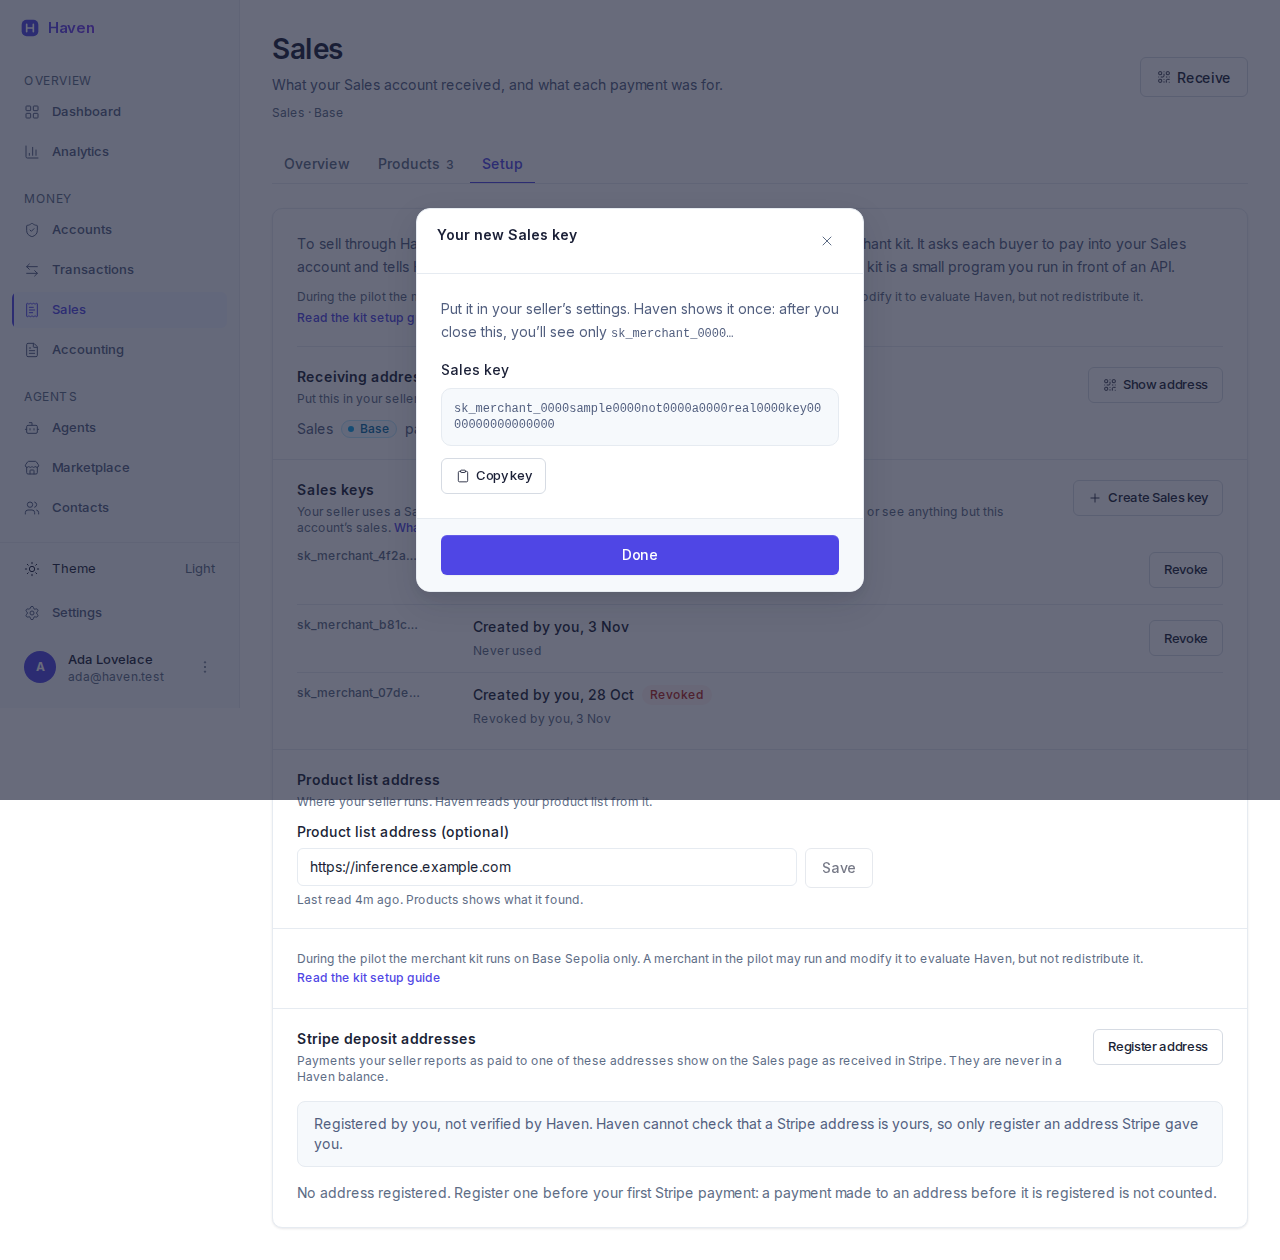 Haven
OVERVIEW
Dashboard
Analytics
MONEY
Accounts
Transactions
Sales
Accounting
AGENTS
Agents
Marketplace
Contacts
Theme Light
Settings
A
Ada Lovelace
ada@haven.test
Sales
What your Sales account received, and what each payment was for.
Sales · Base
Receive
Overview Products 3 Setup
To sell through Ha hant kit. It asks each buyer to pay into your Sales
account and tells kit is a small program you run in front of an API.
During the pilot the odify it to evaluate Haven, but not redistribute it.
Read the kit setup
Receiving addre
Put this in your seller
Sales Base
Show address
Sales keys
Your seller uses a Sa or see anything but this
account's sales. Wha
Create Sales key
sk_merchant_4f2a…
Revoke
sk_merchant_b81c… Created by you, 3 Nov
Never used
Revoke
sk_merchant_07de… Created by you, 28 Oct Revoked
Revoked by you, 3 Nov
Your new Sales key
Put it in your seller’s settings. Haven shows it once: after you
close this, you’ll see only sk_merchant_0000…
Sales key
sk_merchant_0000sample0000not0000a0000real0000key00
00000000000000
Copy key
Done
Product list address
Where your seller runs. Haven reads your product list from it.
Product list address (optional)
https://inference.example.com
Save
Last read 4m ago. Products shows what it found.
During the pilot the merchant kit runs on Base Sepolia only. A merchant in the pilot may run and modify it to evaluate Haven, but not redistribute it.
Read the kit setup guide
Stripe deposit addresses
Payments your seller reports as paid to one of these addresses show on the Sales page as received in Stripe. They are never in a
Haven balance.
Register address
Registered by you, not verified by Haven. Haven cannot check that a Stripe address is yours, so only register an address Stripe gave
you.
No address registered. Register one before your first Stripe payment: a payment made to an address before it is registered is not counted.